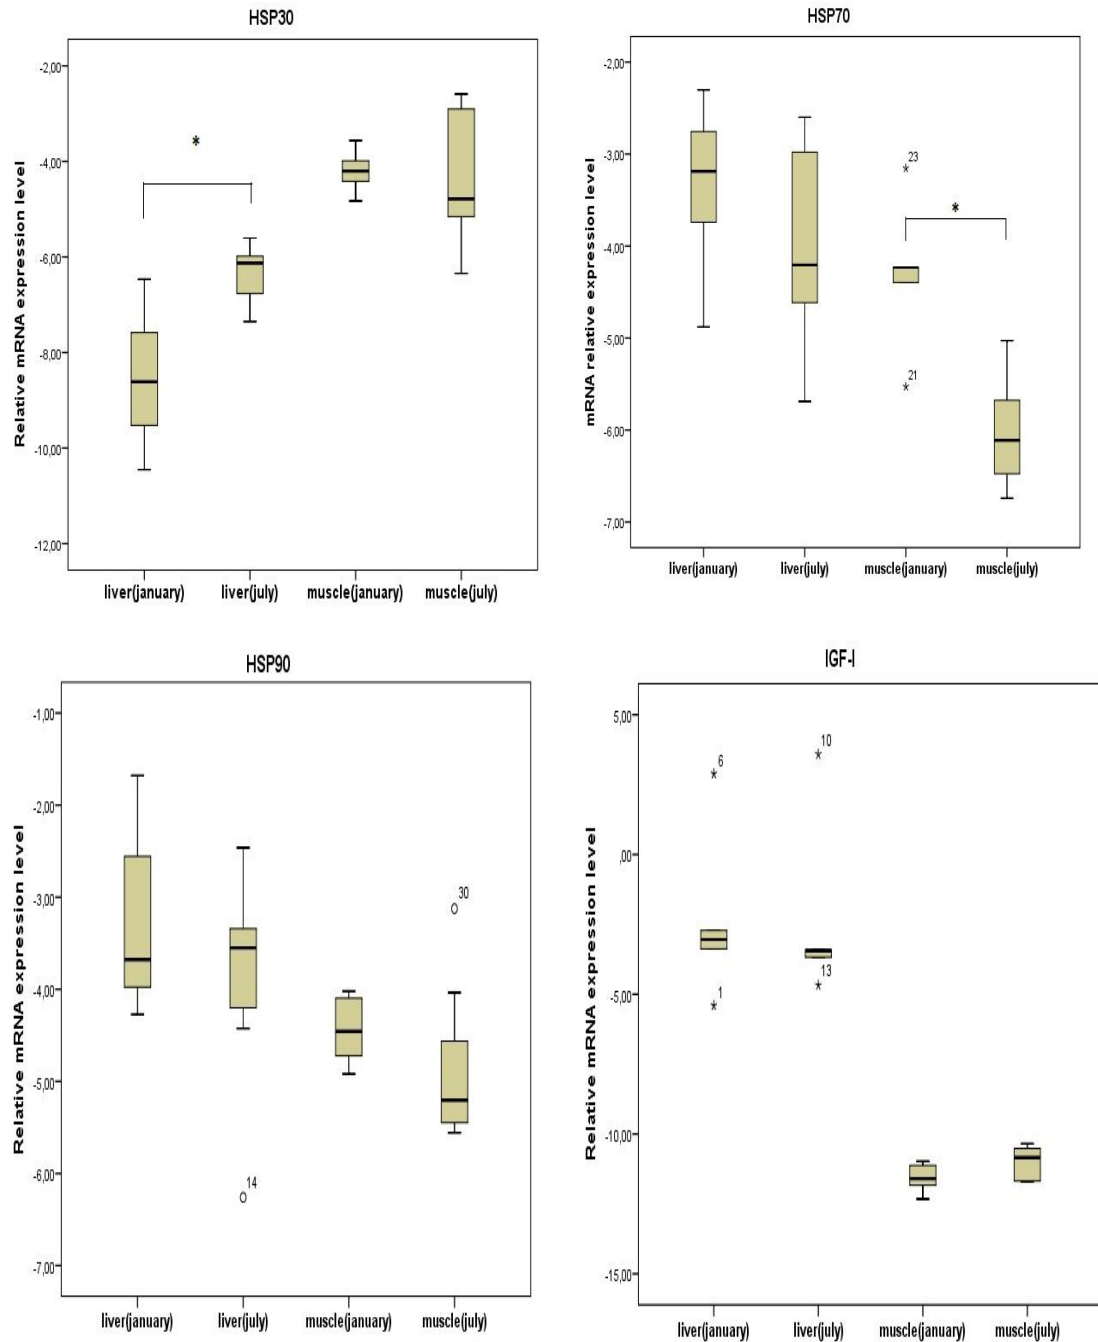 HSP30
Relative mRNA expression level
-2,00
-4,00
-6,00
-8,00
-10,00
-12,00
*
liver(january) liver(july) muscle(january) muscle(july)
HSP70
mRNA relative expression level
-2,00
-3,00
-4,00
-5,00
-6,00
-7,00
23
*
21
liver(january) liver(july) muscle(january) muscle(july)
HSP90
Relative mRNA expression level
-1,00
-2,00
-3,00
-4,00
-5,00
-6,00
-7,00
14
30
liver(january) liver(july) muscle(january) muscle(july)
IGF-I
Relative mRNA expression level
5,00
,00
-5,00
-10,00
-15,00
6
1
10
13
liver(january) liver(july) muscle(january) muscle(july)